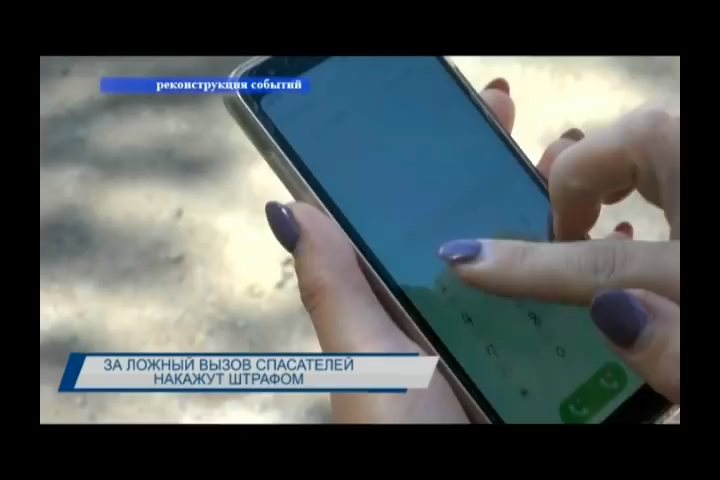 реконструкция событий
ЗА ЛОЖНЫЙ ВЫЗОВ СПАСАТЕЛЕЙ
НАКАЖУТ ШТРАФОМ